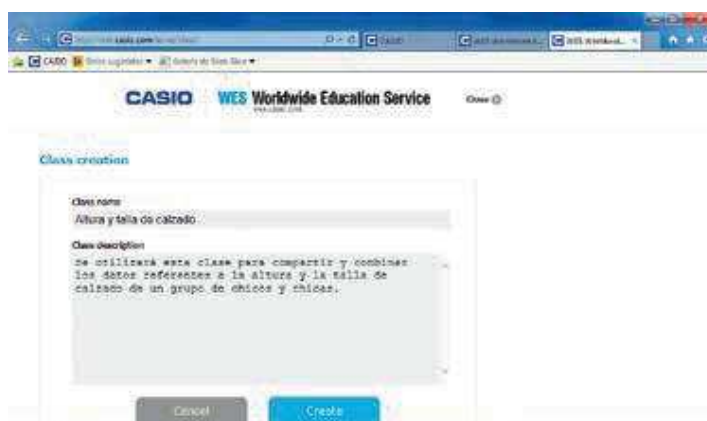 CASIO
CASIO WES Worldwide Education Service Close
Class creation
Class name
Altura y talla de calzado
Class description
Se utilizará esta clase para compartir y combinar
los datos referentes a la altura y la talla de
calzado de un grupo de chicos y chicas.
Cancel Create